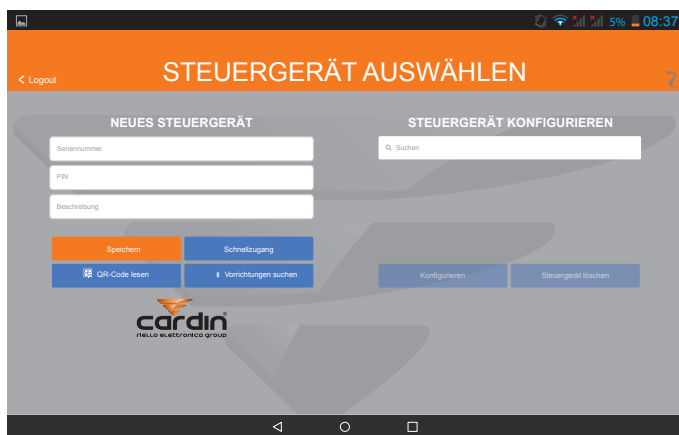 5% 08:37
Logout
STEUERGERÄT AUSWÄHLEN
NEUES STEUERGERÄT
Seriennummer
PIN
Beschreibung
Speichern
Schnellzugang
QR-Code lesen
Vorrichtungen suchen
cardin
riello elettronica group
STEUERGERÄT KONFIGURIEREN
Suchen
Konfigurieren
Steuergerät löschen